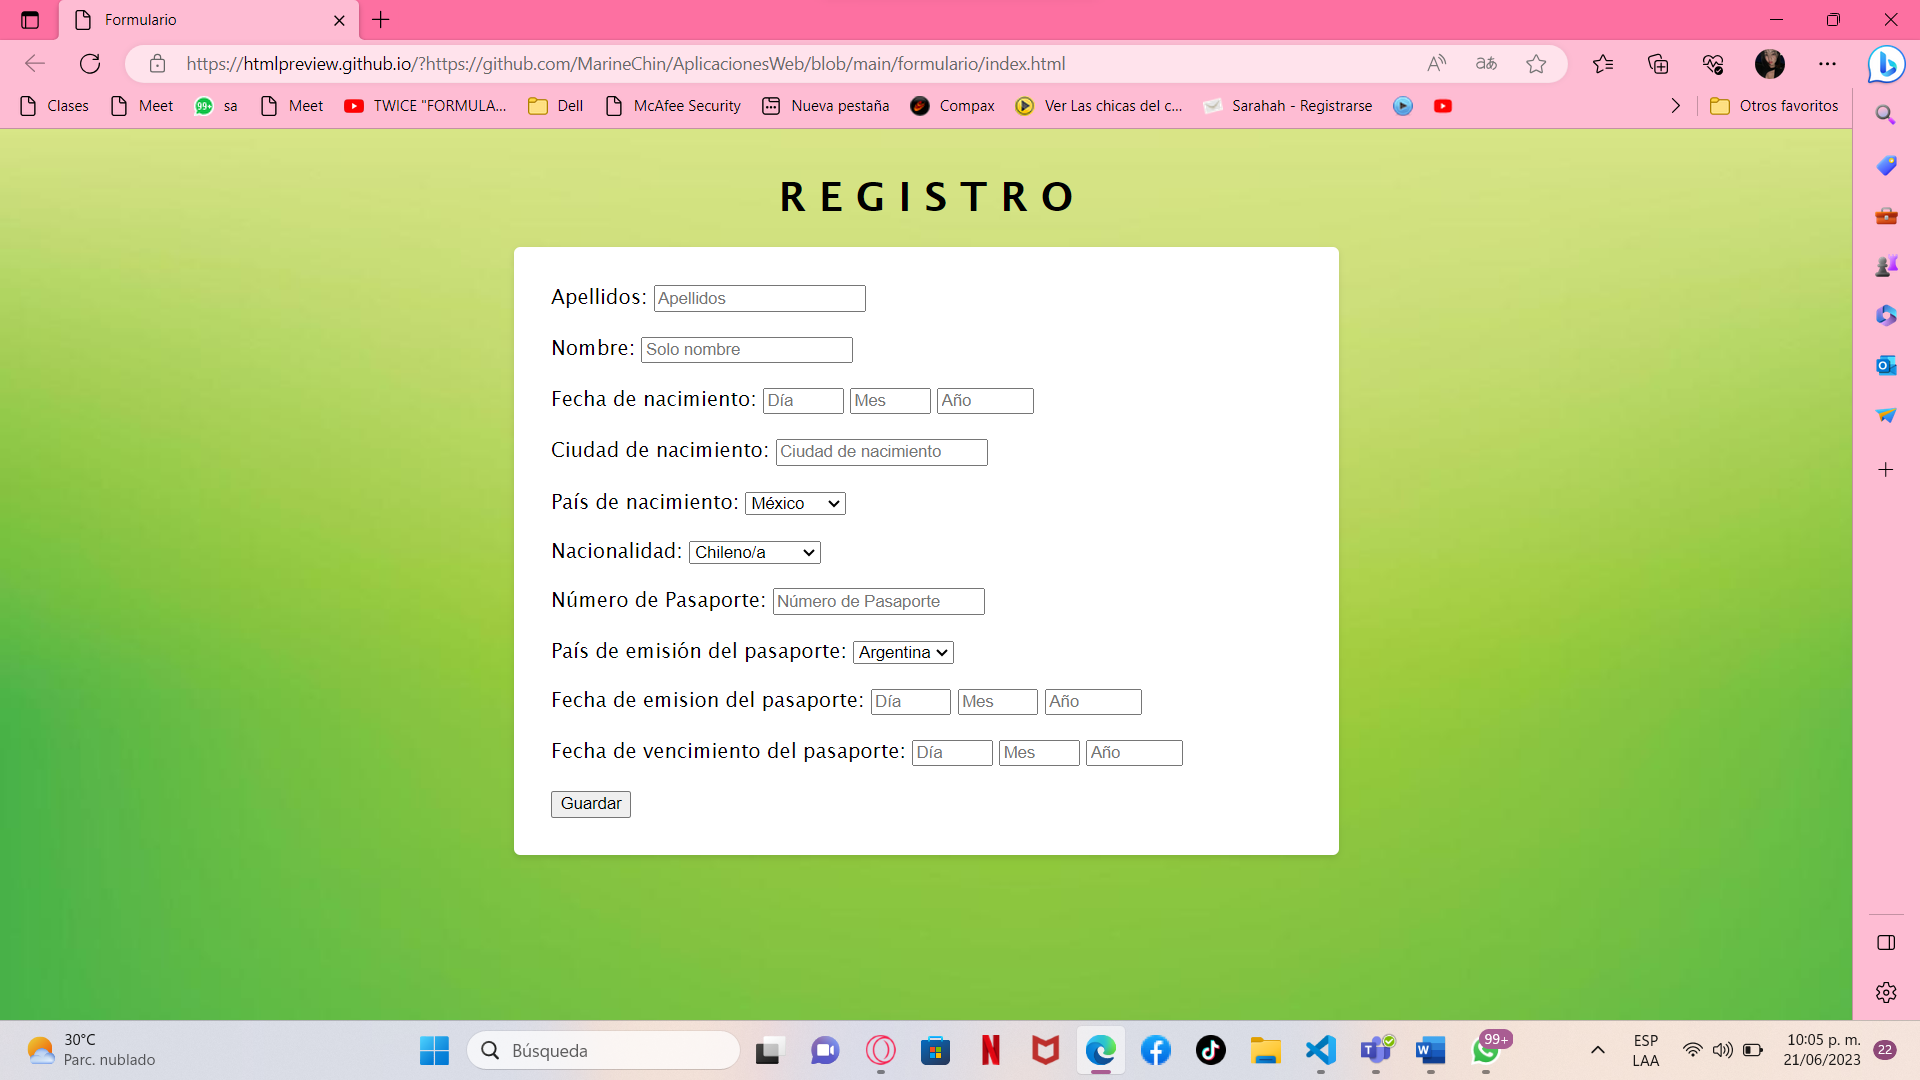 Formulario
https://htmlpreview.github.io/?https://github.com/MarineChin/AplicacionesWeb/blob/main/formulario/index.html
Clases Meet sa Meet TWICE "FORMULA... Dell McAfee Security Nueva pestaña Compax Ver Las chicas del c... Sarahah - Registrarse Otros favoritos
REGISTRO
Apellidos: Apellidos
Nombre: Solo nombre
Fecha de nacimiento: Día Mes Año
Ciudad de nacimiento: Ciudad de nacimiento
País de nacimiento: México
Nacionalidad: Chileno/a
Número de Pasaporte: Número de Pasaporte
País de emisión del pasaporte: Argentina
Fecha de emision del pasaporte: Día Mes Año
Fecha de vencimiento del pasaporte: Día Mes Año
Guardar
30°C
Parc. nublado
Búsqueda
99+
ESP
LAA
10:05 p. m.
21/06/2023
22